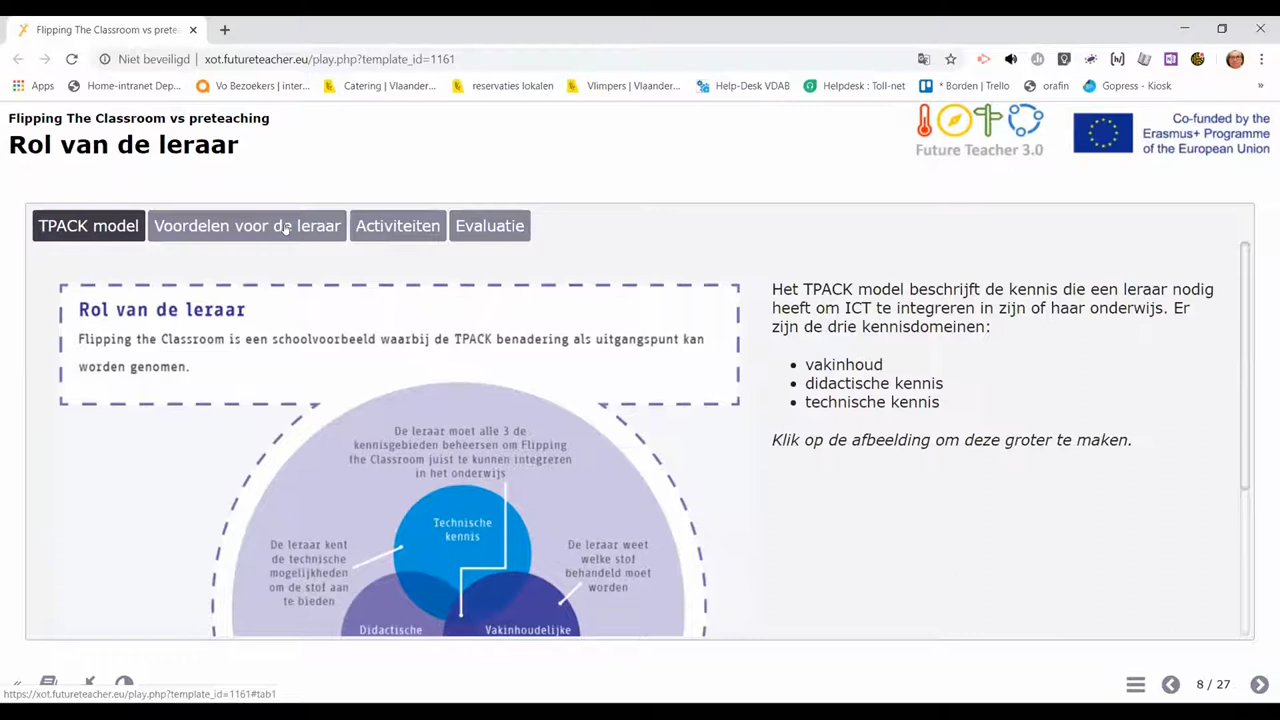 Flipping The Classroom vs prete
Niet beveiligd
xot.futureteacher.eu/play.php?template_id=1161
Apps
Home-intranet Dep...
Vo Bezoekers | inter...
Catering | Vlaander...
reservaties lokalen
Vlimpers | Vlaander...
Help-Desk VDAB
Helpdesk : Toll-net
* Borden | Trello
orafin
Gopress - Kiosk
»
Flipping The Classroom vs preteaching
Rol van de leraar
Future Teacher 3.0
Co-funded by the
Erasmus+ Programme
of the European Union
TPACK model
Voordelen voor de leraar
Activiteiten
Evaluatie
Rol van de leraar
Flipping the Classroom is een schoolvoorbeeld waarbij de TPACK benadering als uitgangspunt kan
worden genomen.
De leraar moet alle 3 de
kennisgebieden beheersen om Flipping
the Classroom juist te kunnen integreren
in het onderwijs
Technische
kennis
De leraar kent
de technische
mogelijkheden
om de stof aan
te bieden
De leraar weet
welke stof
behandeld moet
worden
Didactische
Vakinhoudelijke
Het TPACK model beschrijft de kennis die een leraar nodig
heeft om ICT te integreren in zijn of haar onderwijs. Er
zijn de drie kennisdomeinen:
• vakinhoud
• didactische kennis
• technische kennis
Klik op de afbeelding om deze groter te maken.
8 / 27
https://xot.futureteacher.eu/play.php?template_id=1161#tab1